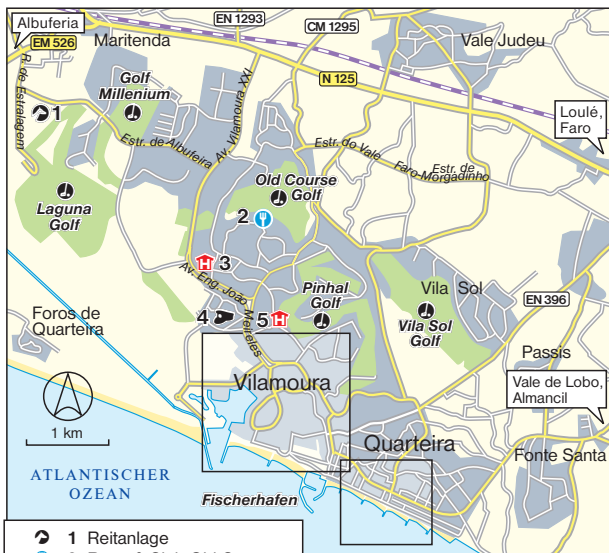 Albuferia
EN 1293
CM 1295
EM 526
Maritenda
Vale Judeu
R. de Estralagem
Golf
Millenium
N 125
1
Av. Vilamoura XXI
Loulé,
Faro
Estr. de Albufeira
Estr. do Vale
Faro-Morgadinho
Estr. de
Old Course
Golf
Laguna
Golf
2
3
Av. Eng. João
Meireles
Pinhal
Golf
Vila Sol
EN 396
Foros de
Quarteira
4
5
Vila Sol
Golf
Passis
Vilamoura
Vale de Lobo,
Almancil
1 km
Quarteira
Fonte Santa
ATLANTISCHER
OZEAN
Fischerhafen
1 Reitanlage